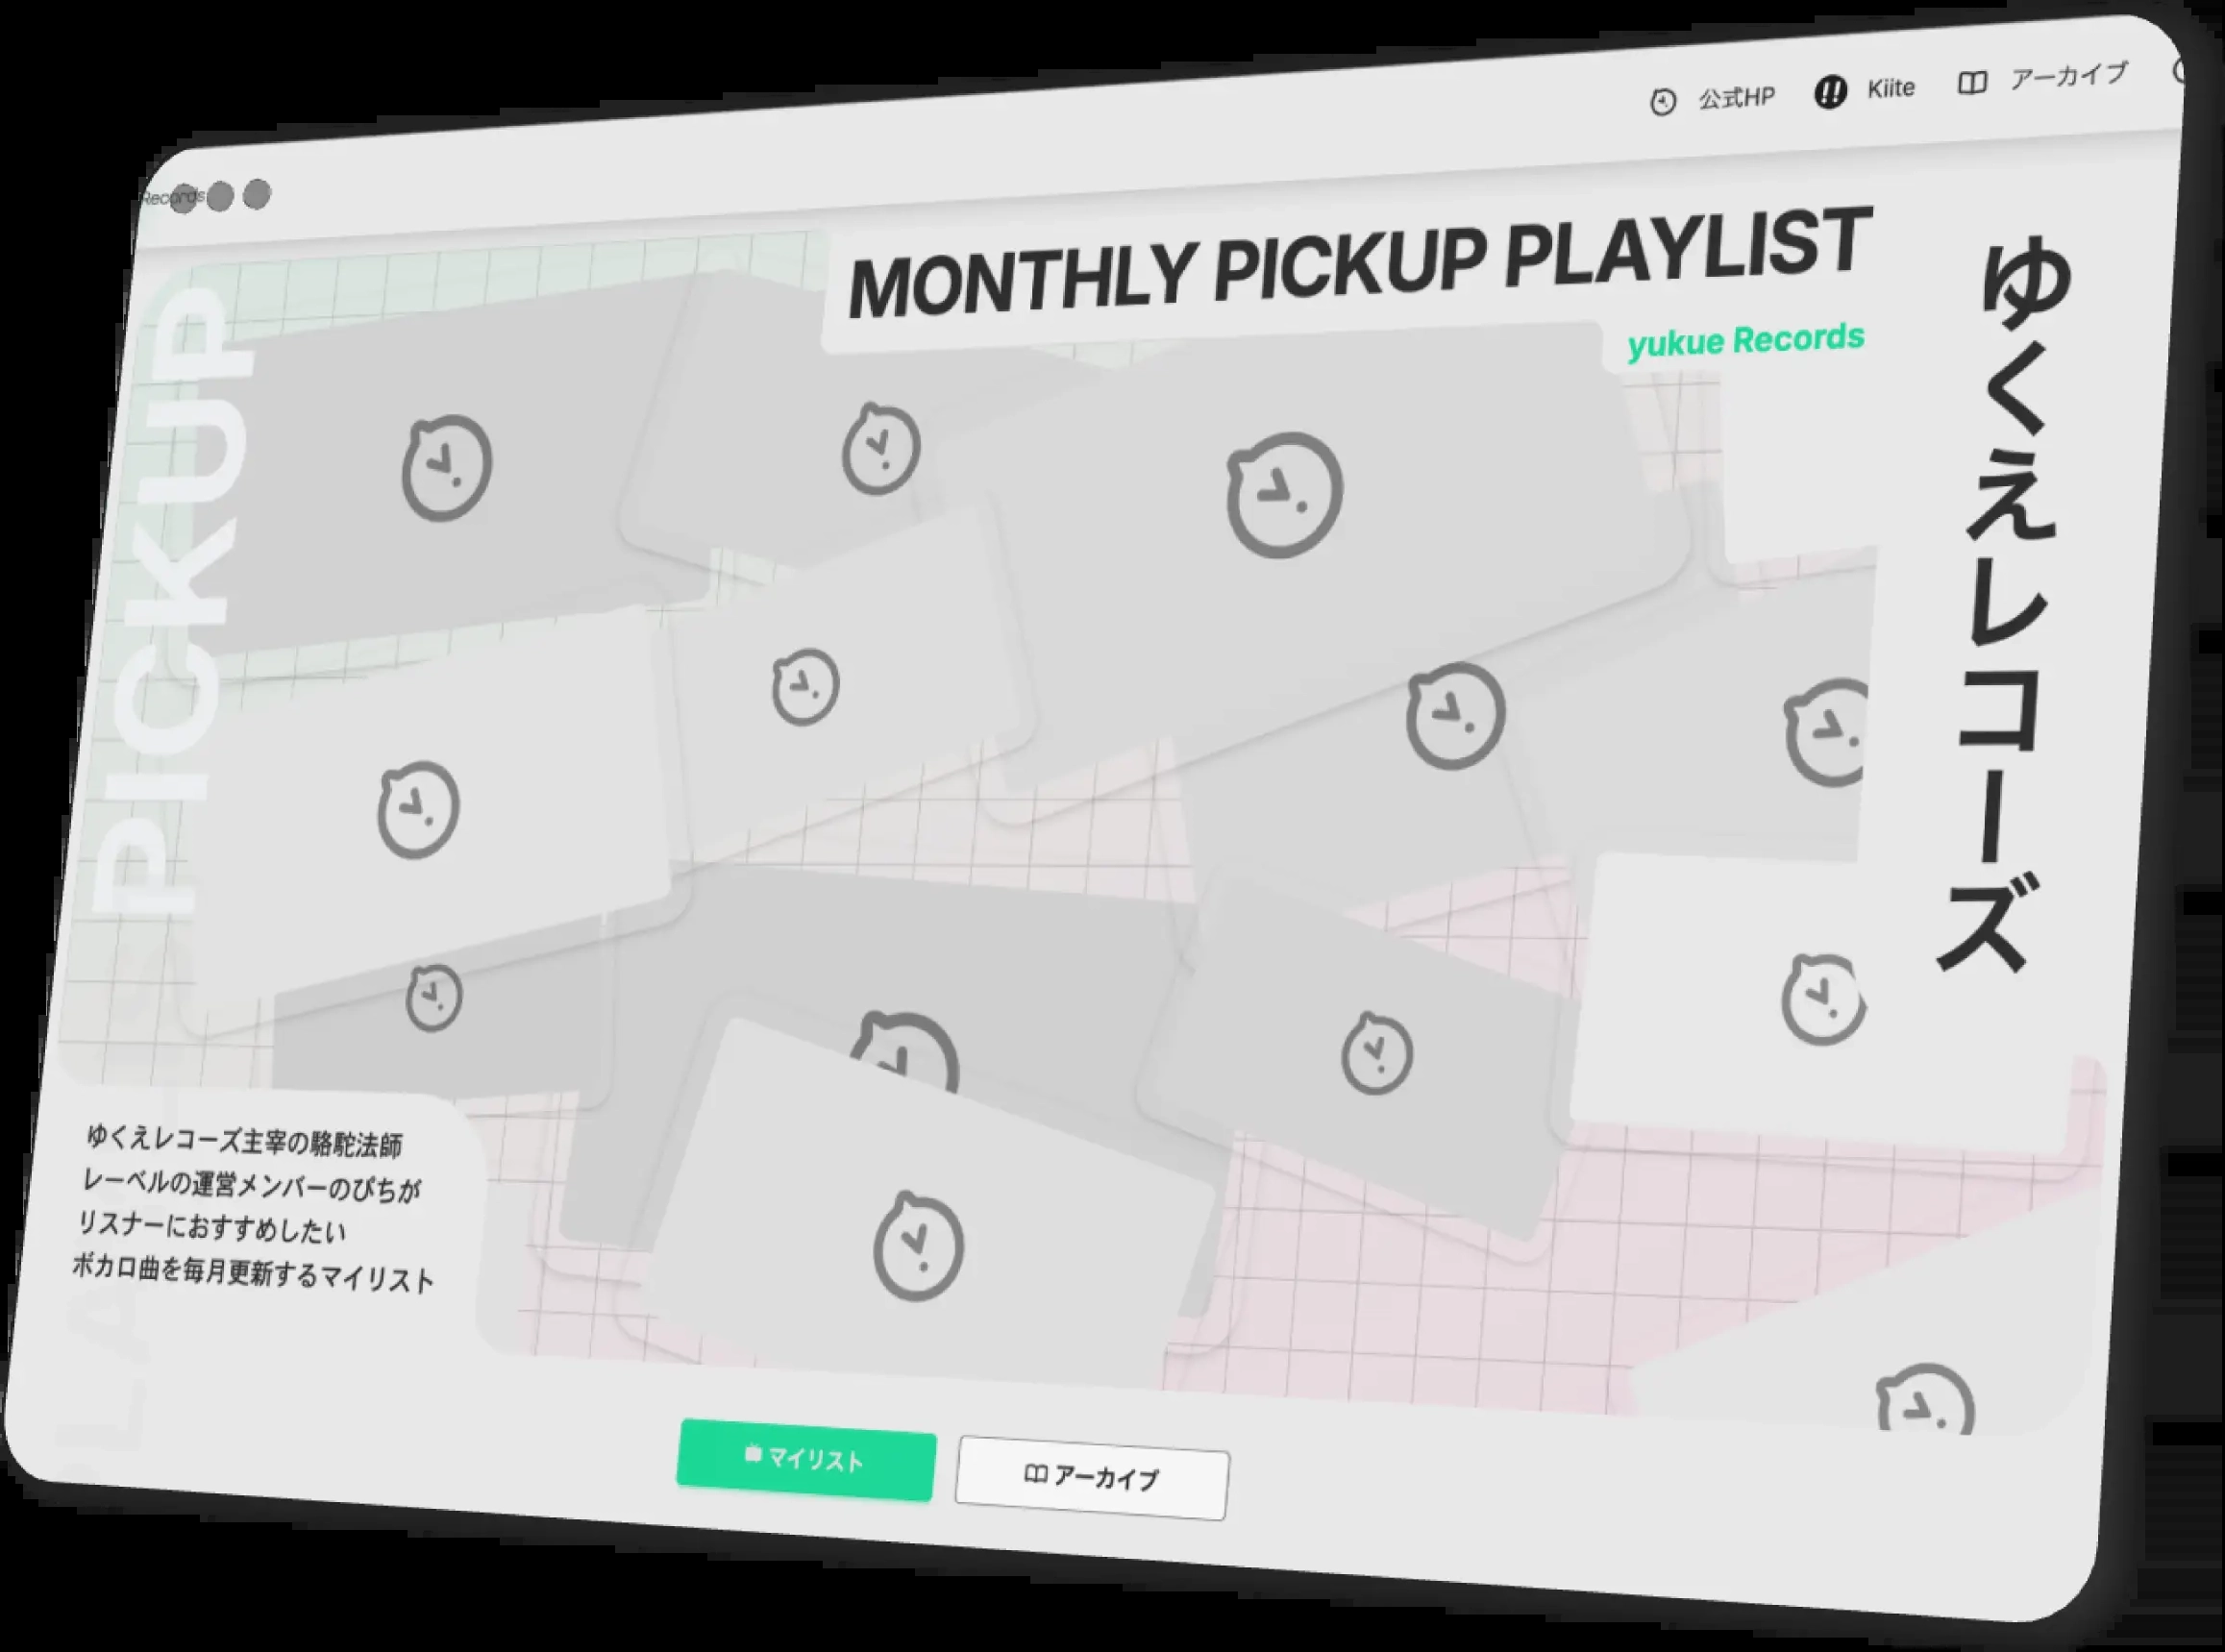 Records
公式HP
Kiite
アーカイブ
MONTHLY PICKUP PLAYLIST
yukue Records
ゆくえレコーズ
PICKUP
ゆくえレコーズ主宰の駱駝法師
レーベルの運営メンバーのぴちが
リスナーにおすすめしたい
ボカロ曲を毎月更新するマイリスト
マイリスト
アーカイブ